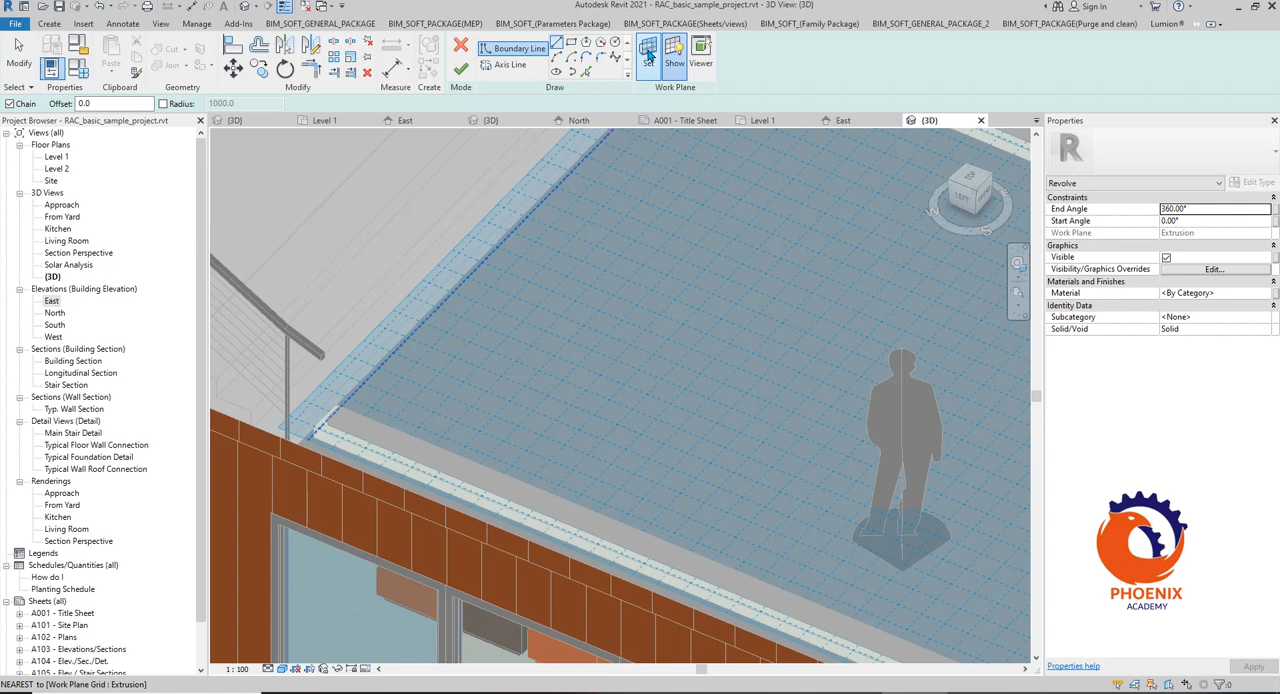 Autodesk Revit 2021 - RAC_basic_sample_project.rvt - 3D View: {3D}
Sign In
File Create Annotate View Manage Add-Ins BIM_SOFT_GENERAL_PACKAGE BIM_SOFT_PACKAGE(MEP) BIM_SOFT_(Parameters Package) BIM_SOFT_PACKAGE(Sheets/views) BIM_SOFT_(Family Package) BIM_SOFT_GENERAL_PACKAGE_2 BIM_SOFT_PACKAGE(Purge and clean) Lumion®
Modify Paste Cut Join Boundary Line Axis Line Set Show Viewer
Select Properties Clipboard Geometry Modify Measure Create Mode Draw Work Plane
Chain Offset: 0.0 Radius: 1000.0
Project Browser - RAC_basic_sample_project.rvt
{3D} Level 1 East {3D} North A001 - Title Sheet Level 1 East {3D}
Properties
Views (all)
Floor Plans
Level 1
Level 2
Site
3D Views
Approach
From Yard
Kitchen
Living Room
Section Perspective
Solar Analysis
{3D}
Elevations (Building Elevation)
East
North
South
West
Sections (Building Section)
Building Section
Longitudinal Section
Stair Section
Sections (Wall Section)
Typ. Wall Section
Detail Views (Detail)
Main Stair Detail
Typical Floor Wall Connection
Typical Foundation Detail
Typical Wall Roof Connection
Renderings
Approach
From Yard
Kitchen
Living Room
Section Perspective
Legends
Schedules/Quantities (all)
How do I
Planting Schedule
Sheets (all)
A001 - Title Sheet
A101 - Site Plan
A102 - Plans
A103 - Elevations/Sections
A104 - Elev./Sec./Det.
A105 - Elev./ Stair Sections
TOP
LEFT
W
S
Revolve Edit Type
Constraints
End Angle 360.00°
Start Angle 0.00°
Work Plane Extrusion
Graphics
Visible
Visibility/Graphics Overrides Edit...
Materials and Finishes
Material <By Category>
Identity Data
Subcategory <None>
Solid/Void Solid
PHOENIX
ACADEMY
Properties help Apply
1 : 100
NEAREST to [Work Plane Grid : Extrusion]
:0